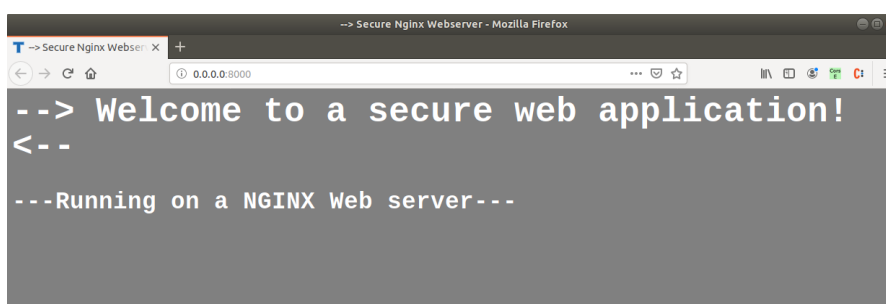 --> Secure Nginx Webserver - Mozilla Firefox
--> Secure Nginx Webser
0.0.0.0:8000
--> Welcome to a secure web application!
<--
---Running on a NGINX Web server---